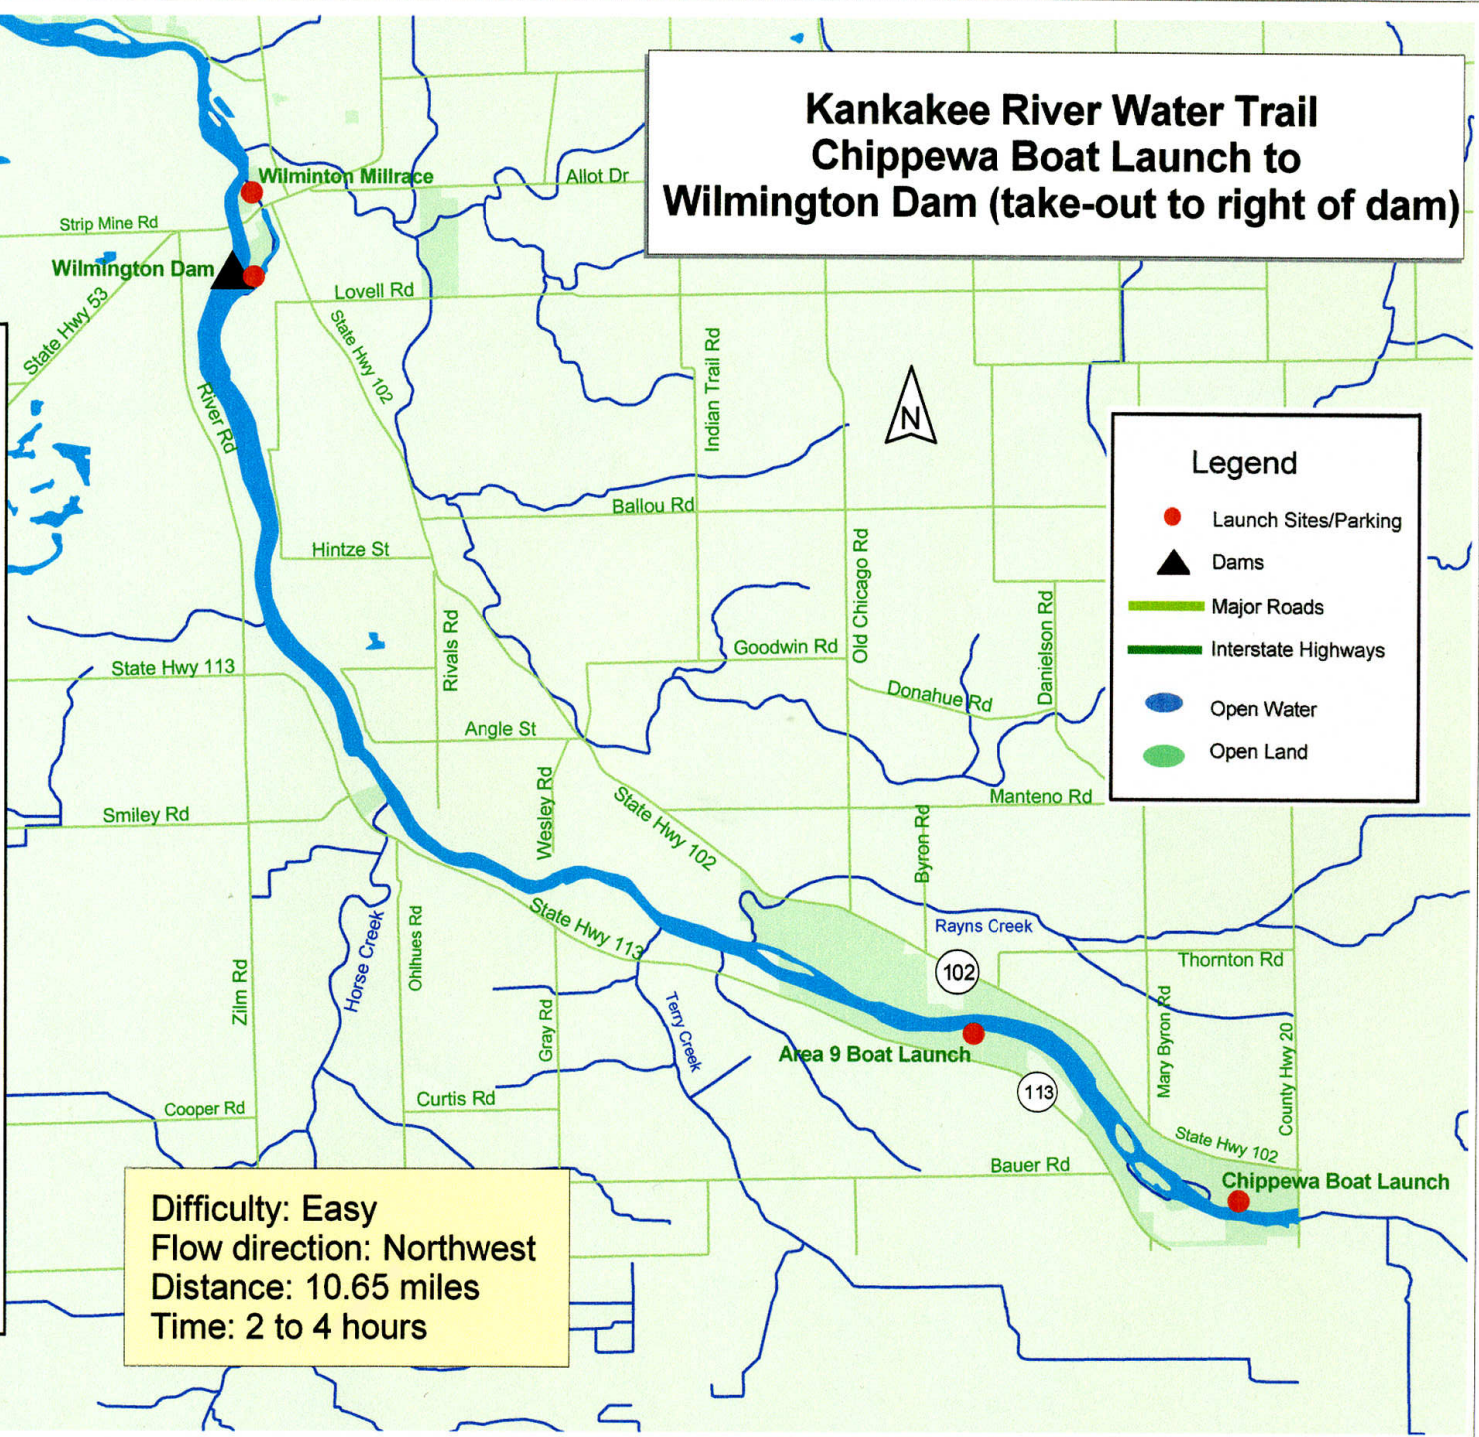 Kankakee River Water Trail
Chippewa Boat Launch to
Wilmington Dam (take-out to right of dam)
Wilminton Millrace
Allot Dr
Strip Mine Rd
Wilmington Dam
Lovell Rd
State Hwy 53
State Hwy 102
Indian Trail Rd
River Rd
N
Legend
Launch Sites/Parking
Dams
Major Roads
Interstate Highways
Open Water
Open Land
Ballou Rd
Hintze St
Old Chicago Rd
Rivals Rd
Goodwin Rd
Danielson Rd
State Hwy 113
Donahue Rd
Angle St
Wesley Rd
Manteno Rd
Smiley Rd
State Hwy 102
Byron Rd
State Hwy 113
Rayns Creek
Horse Creek
Ohlhues Rd
102
Thornton Rd
Zilm Rd
Gray Rd
Terry Creek
Mary Byron Rd
County Hwy 20
Area 9 Boat Launch
113
Curtis Rd
Cooper Rd
State Hwy 102
Bauer Rd
Chippewa Boat Launch
Difficulty: Easy
Flow direction: Northwest
Distance: 10.65 miles
Time: 2 to 4 hours